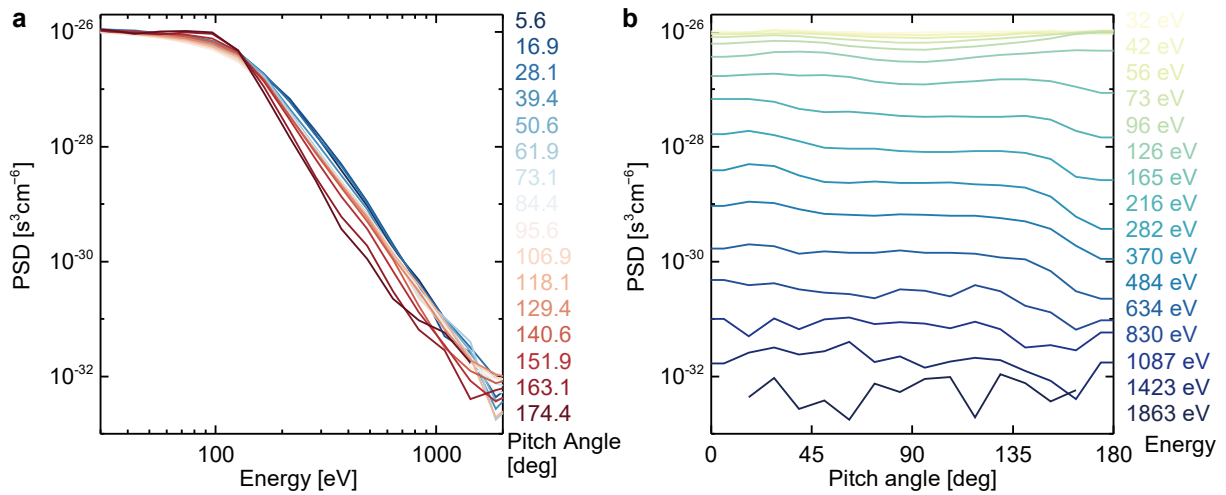 a
PSD [s³cm⁻⁶]
10⁻²⁶
10⁻²⁸
10⁻³⁰
10⁻³²
100
1000
Energy [eV]
5.6
16.9
28.1
39.4
50.6
61.9
73.1
84.4
95.6
106.9
118.1
129.4
140.6
151.9
163.1
174.4
Pitch Angle
[deg]
b
PSD [s³cm⁻⁶]
10⁻²⁶
10⁻²⁸
10⁻³⁰
10⁻³²
0
45
90
135
180
Pitch angle [deg]
32 eV
42 eV
56 eV
73 eV
96 eV
126 eV
165 eV
216 eV
282 eV
370 eV
484 eV
634 eV
830 eV
1087 eV
1423 eV
1863 eV
Energy